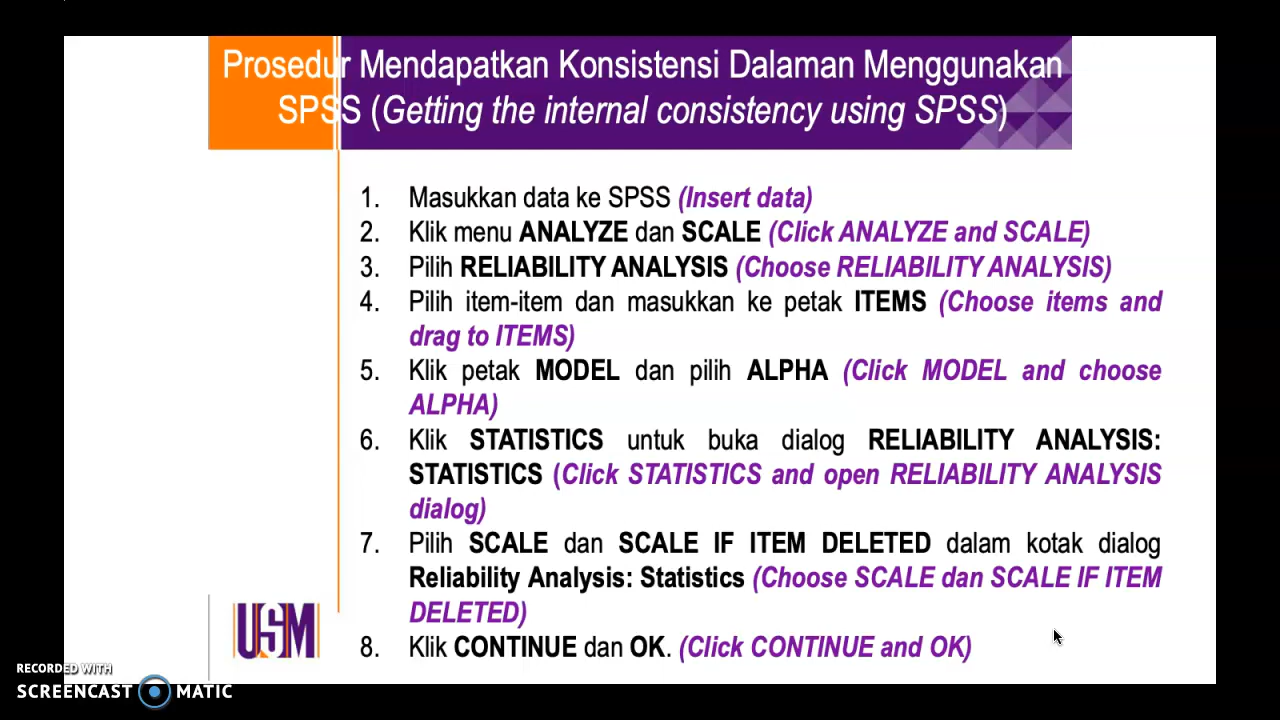 Prosedur Mendapatkan Konsistensi Dalaman Menggunakan
SPSS (Getting the internal consistency using SPSS)
1. Masukkan data ke SPSS (Insert data)
2. Klik menu ANALYZE dan SCALE (Click ANALYZE and SCALE)
3. Pilih RELIABILITY ANALYSIS (Choose RELIABILITY ANALYSIS)
4. Pilih item-item dan masukkan ke petak ITEMS (Choose items and
drag to ITEMS)
5. Klik petak MODEL dan pilih ALPHA (Click MODEL and choose
ALPHA)
6. Klik STATISTICS untuk buka dialog RELIABILITY ANALYSIS:
STATISTICS (Click STATISTICS and open RELIABILITY ANALYSIS
dialog)
7. Pilih SCALE dan SCALE IF ITEM DELETED dalam kotak dialog
Reliability Analysis: Statistics (Choose SCALE dan SCALE IF ITEM
DELETED)
8. Klik CONTINUE dan OK. (Click CONTINUE and OK)
USM
RECORDED WITH
SCREENCAST MATIC